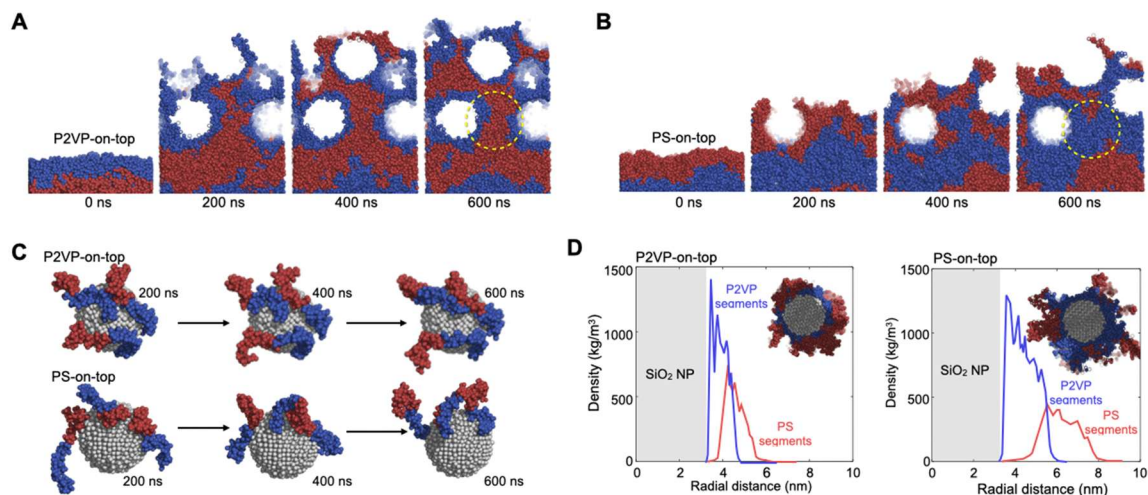 A
P2VP-on-top
0 ns
200 ns
400 ns
600 ns
B
PS-on-top
0 ns
200 ns
400 ns
600 ns
C
P2VP-on-top
200 ns
400 ns
600 ns
PS-on-top
200 ns
400 ns
600 ns
D
P2VP-on-top
1500
1000
500
0
Density (kg/m³)
SiO₂ NP
P2VP
segments
PS
segments
0 2 4 6 8 10
Radial distance (nm)
PS-on-top
1500
1000
500
0
Density (kg/m³)
SiO₂ NP
P2VP
segments
PS
segments
0 2 4 6 8 10
Radial distance (nm)